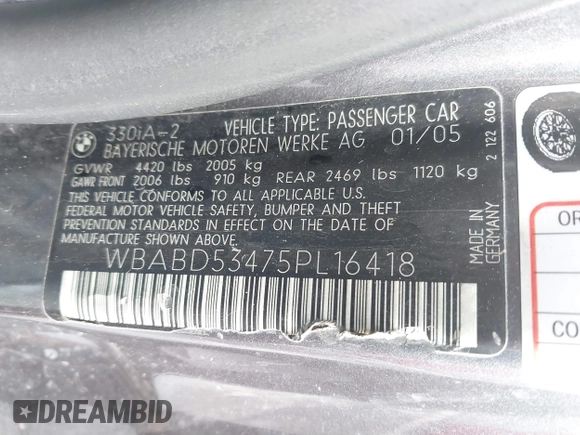 330iA-2 VEHICLE TYPE: PASSENGER CAR
BAYERISCHE MOTOREN WERKE AG 01/05
GVWR 4420 lbs 2005 kg
GAWR FRONT 2006 lbs 910 kg REAR 2469 lbs 1120 kg
THIS VEHICLE CONFORMS TO ALL APPLICABLE U.S.
FEDERAL MOTOR VEHICLE SAFETY, BUMPER AND THEFT
PREVENTION STANDARDS IN EFFECT ON THE DATE OF
MANUFACTURE SHOWN ABOVE.
WBABD53475PL16418
MADE IN
GERMANY
2 122 606
OR
CO
DREAMBID